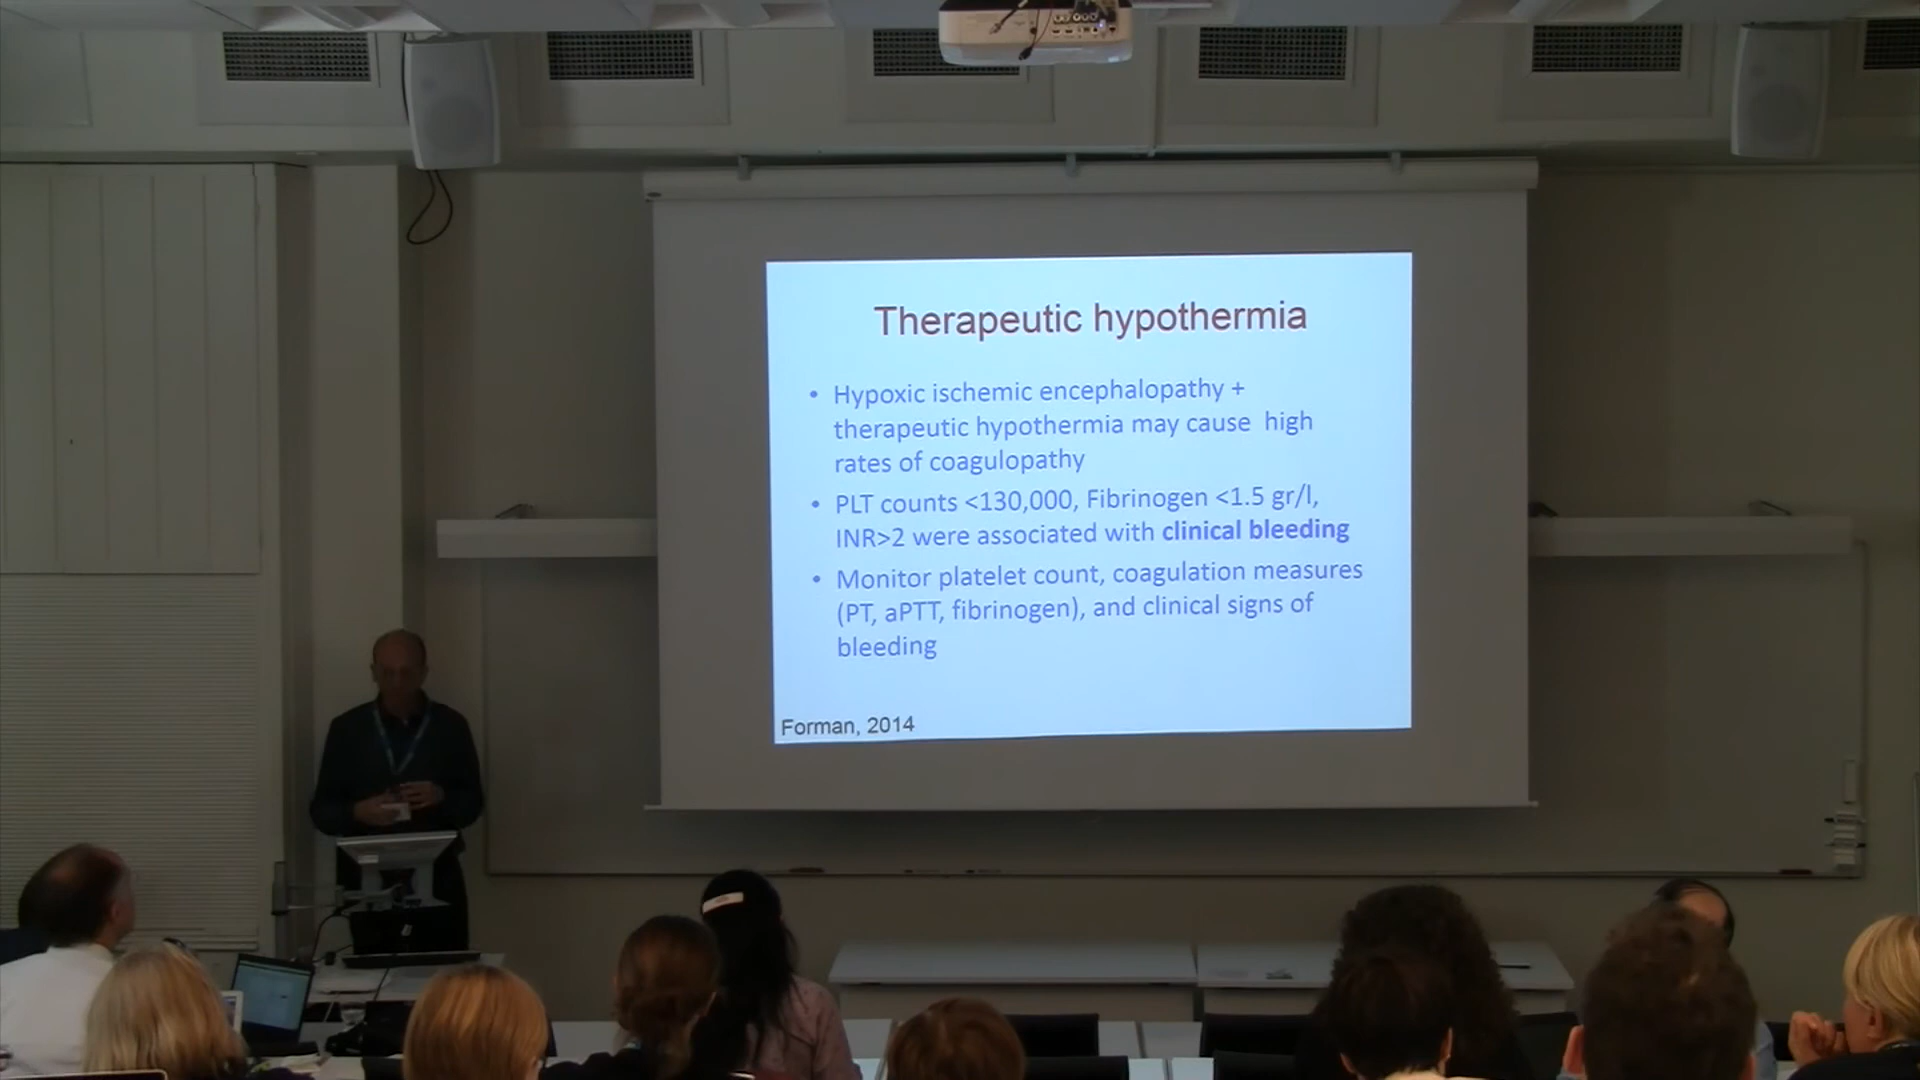 Therapeutic hypothermia
• Hypoxic ischemic encephalopathy +
therapeutic hypothermia may cause high
rates of coagulopathy
• PLT counts <130,000, Fibrinogen <1.5 gr/l,
INR>2 were associated with clinical bleeding
• Monitor platelet count, coagulation measures
(PT, aPTT, fibrinogen), and clinical signs of
bleeding
Forman, 2014